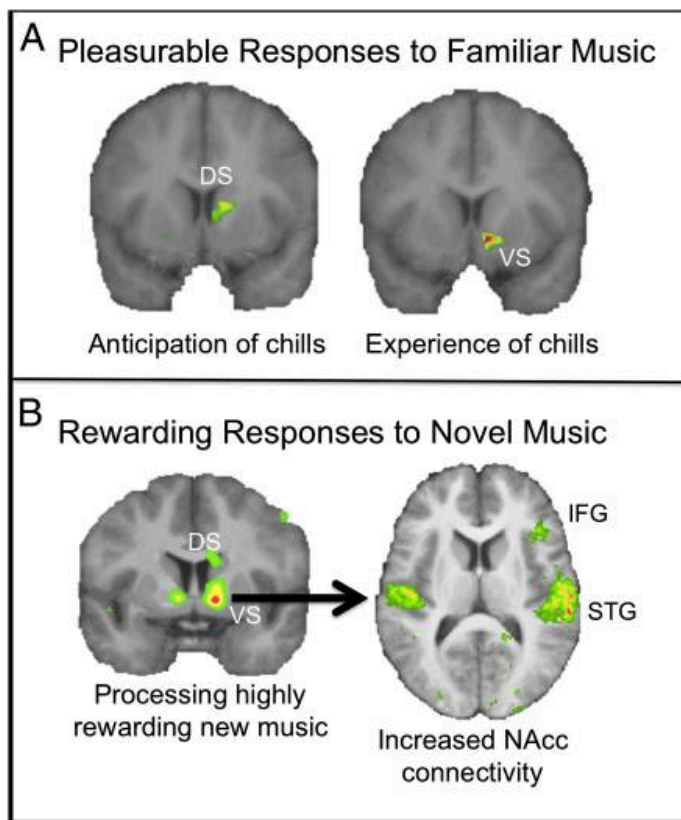 A
Pleasurable Responses to Familiar Music
DS
VS
Anticipation of chills
Experience of chills
B
Rewarding Responses to Novel Music
DS
VS
IFG
STG
Processing highly
rewarding new music
Increased NAcc
connectivity